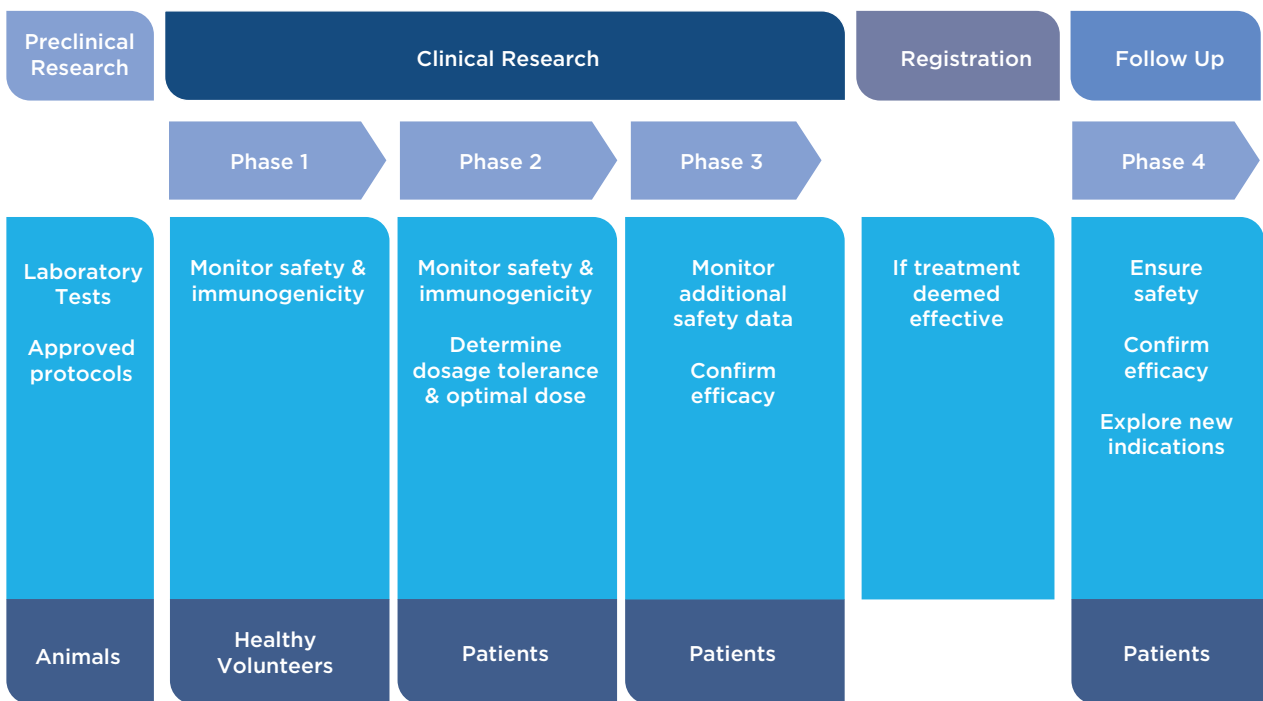 Preclinical
Research
Clinical Research
Registration
Follow Up
Phase 1
Phase 2
Phase 3
Phase 4
Laboratory
Tests
Approved
protocols
Monitor safety &
immunogenicity
Monitor safety &
immunogenicity
Determine
dosage tolerance
& optimal dose
Monitor
additional
safety data
Confirm
efficacy
If treatment
deemed
effective
Ensure
safety
Confirm
efficacy
Explore new
indications
Animals
Healthy
Volunteers
Patients
Patients
Patients